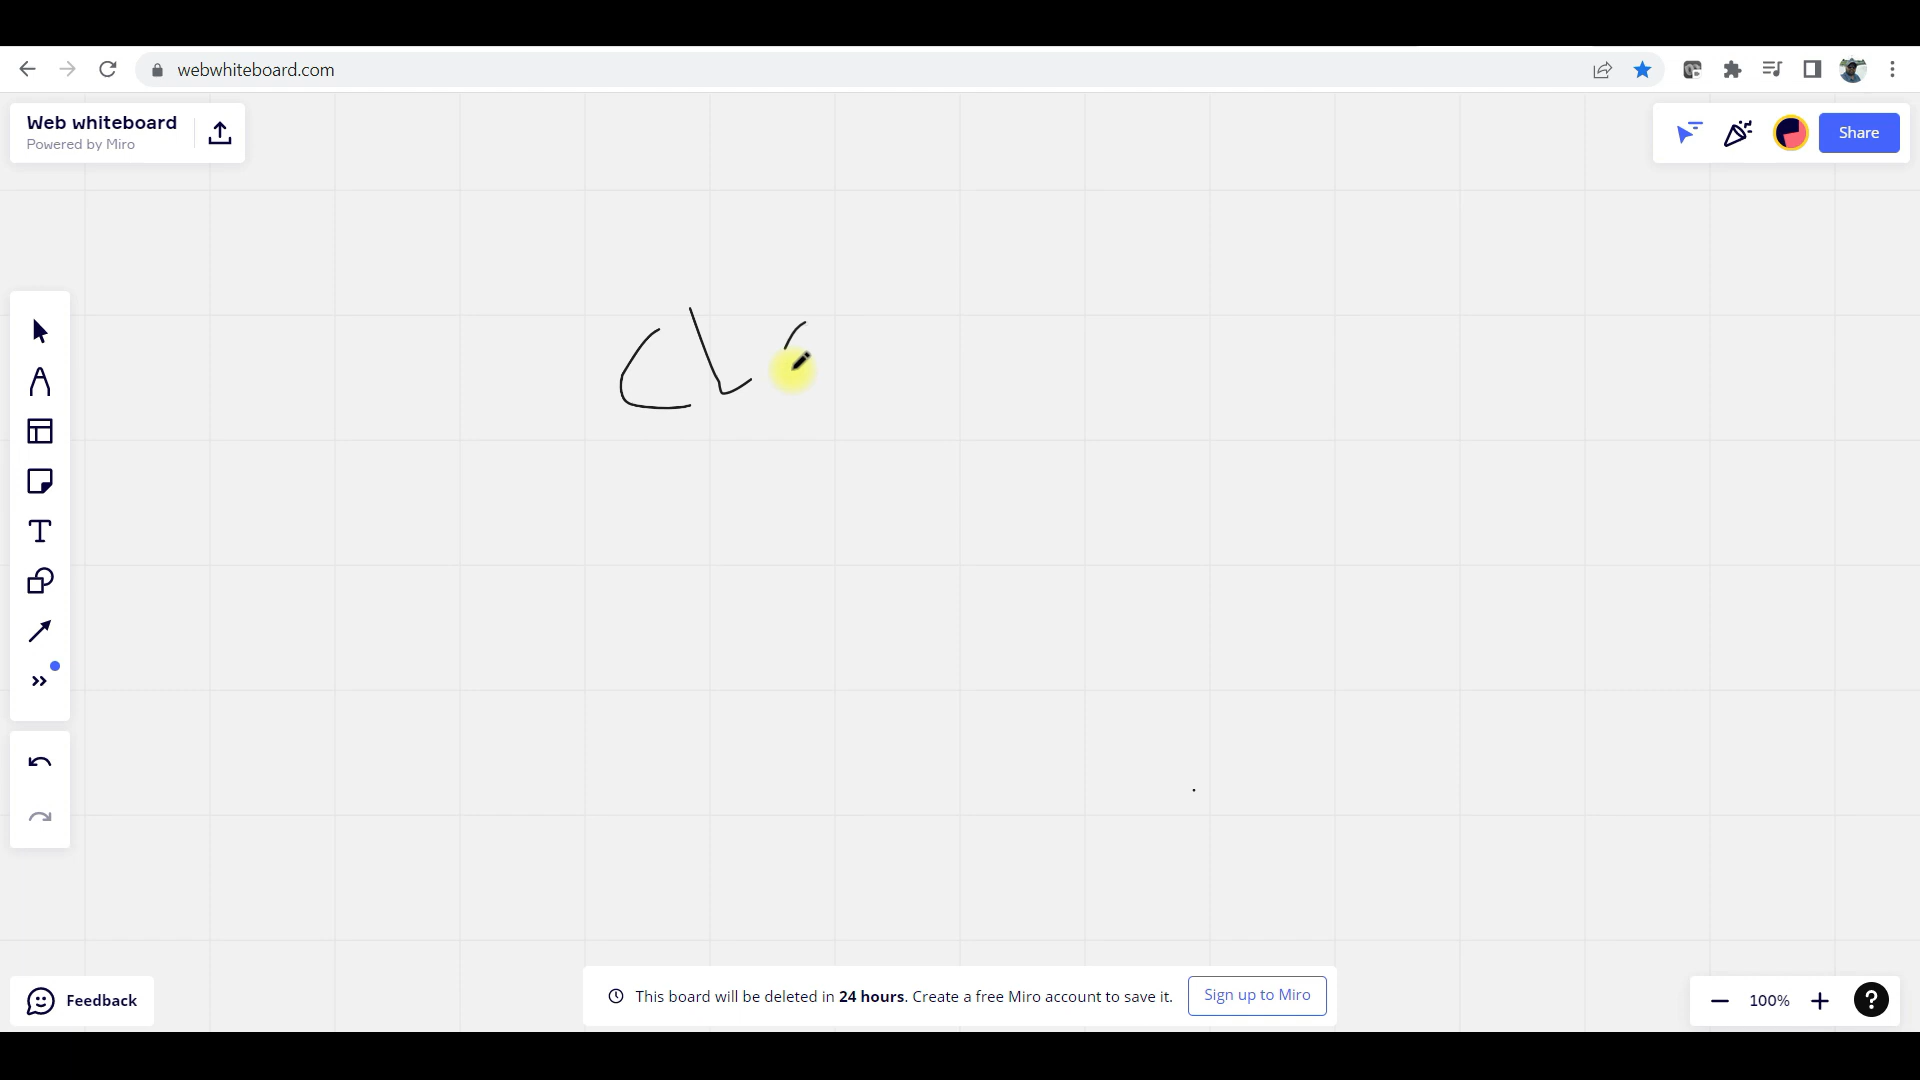 webwhiteboard.com
Web whiteboard
Powered by Miro
Share
Feedback
This board will be deleted in 24 hours. Create a free Miro account to save it.
Sign up to Miro
100%
?